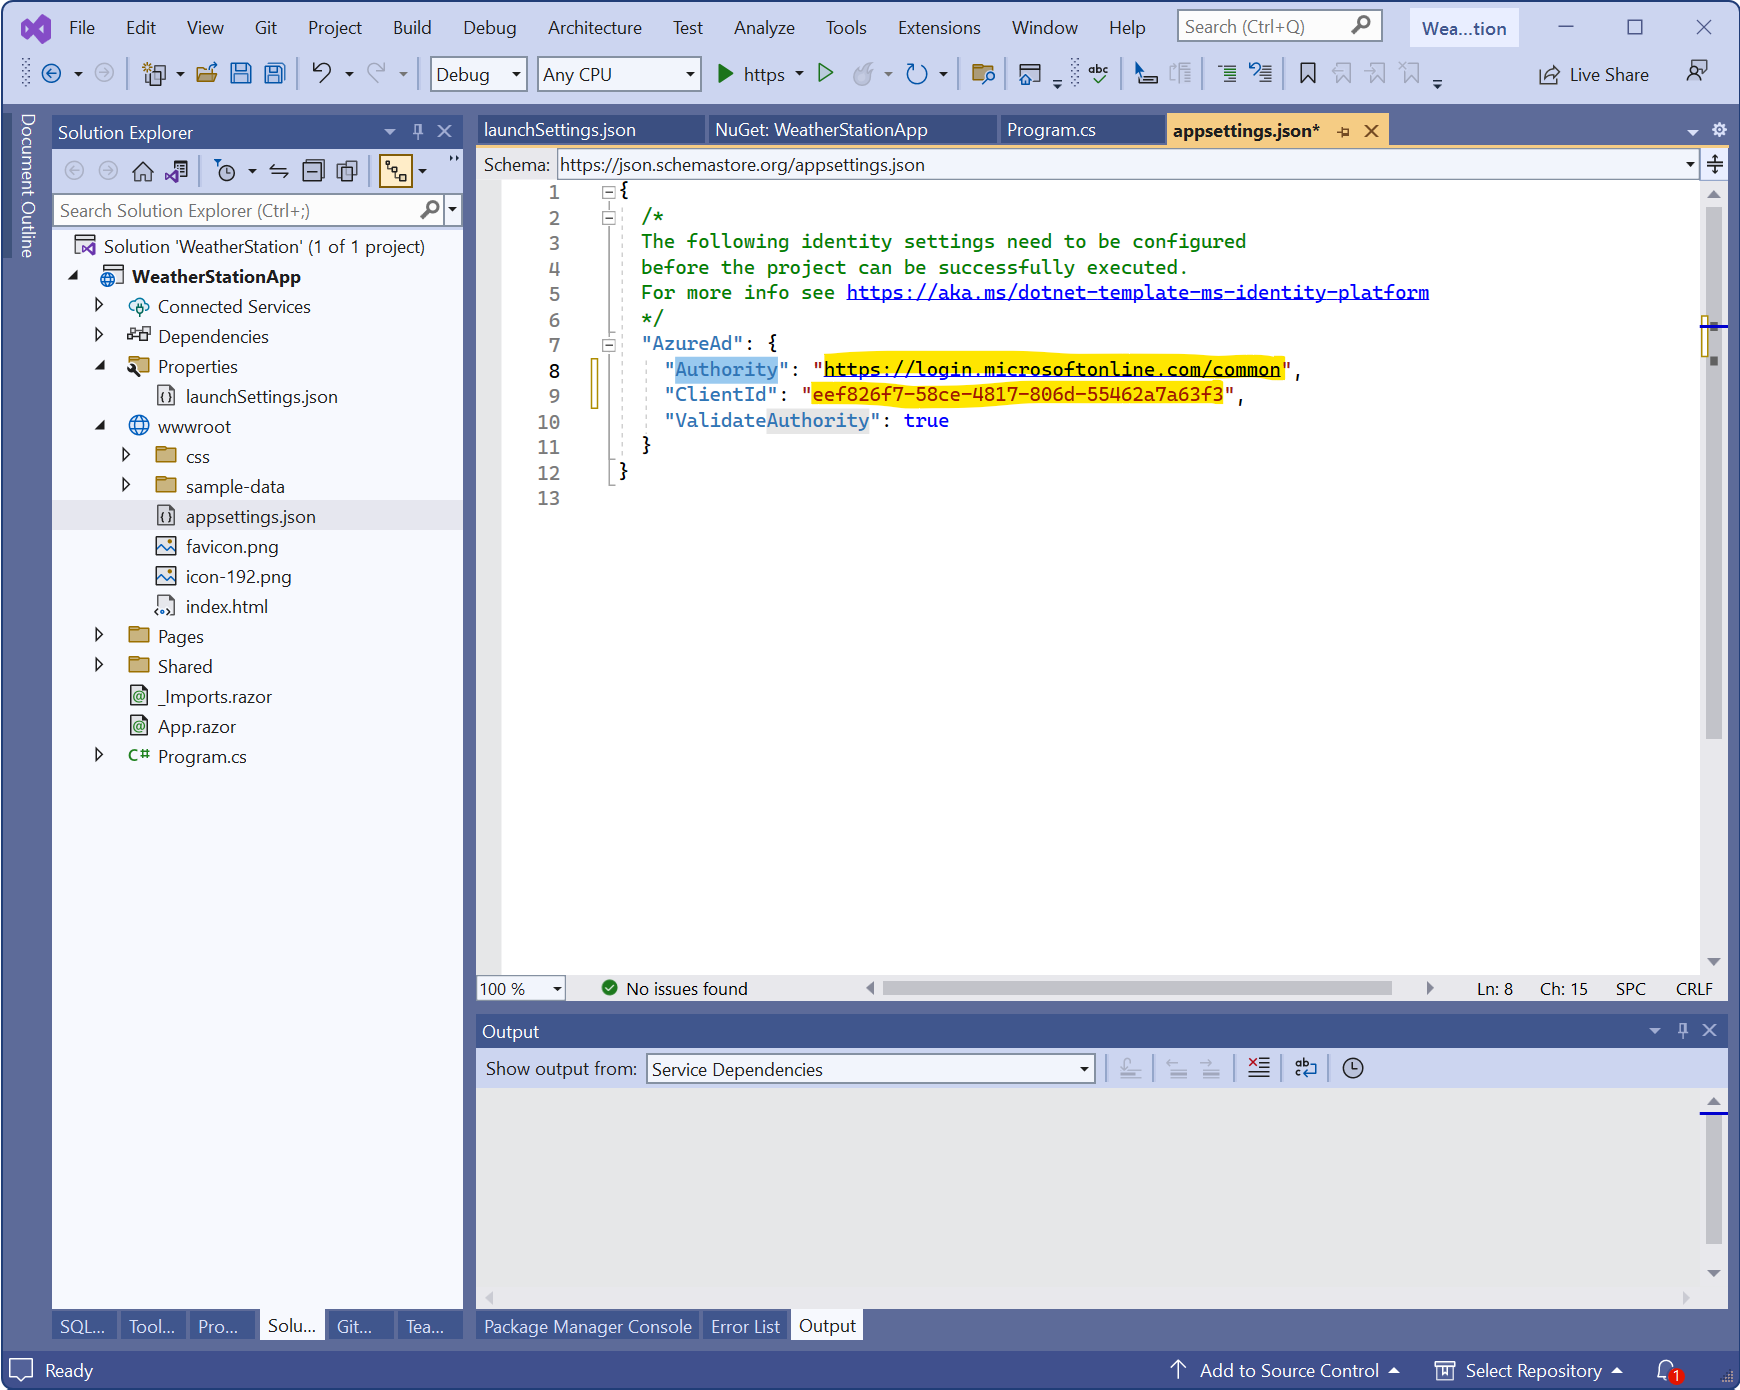 File Edit View Git Project Build Debug Architecture Test Analyze Tools Extensions Window Help Search (Ctrl+Q) Wea...tion
Debug Any CPU https abc Live Share
Document Outline
Solution Explorer
Search Solution Explorer (Ctrl+;)
Solution 'WeatherStation' (1 of 1 project)
WeatherStationApp
Connected Services
Dependencies
Properties
launchSettings.json
wwwroot
css
sample-data
appsettings.json
favicon.png
icon-192.png
index.html
Pages
Shared
_Imports.razor
App.razor
C# Program.cs
SQL... Tool... Pro... Solu... Git... Tea...
launchSettings.json NuGet: WeatherStationApp Program.cs appsettings.json*
Schema: https://json.schemastore.org/appsettings.json
1 {
2 /*
3 The following identity settings need to be configured
4 before the project can be successfully executed.
5 For more info see https://aka.ms/dotnet-template-ms-identity-platform
6 */
7 "AzureAd": {
8 "Authority": "https://login.microsoftonline.com/common",
9 "ClientId": "eef826f7-58ce-4817-806d-55462a7a63f3",
10 "ValidateAuthority": true
11 }
12 }
13
100 % No issues found Ln: 8 Ch: 15 SPC CRLF
Output
Show output from: Service Dependencies
Package Manager Console Error List Output
Ready Add to Source Control Select Repository 1